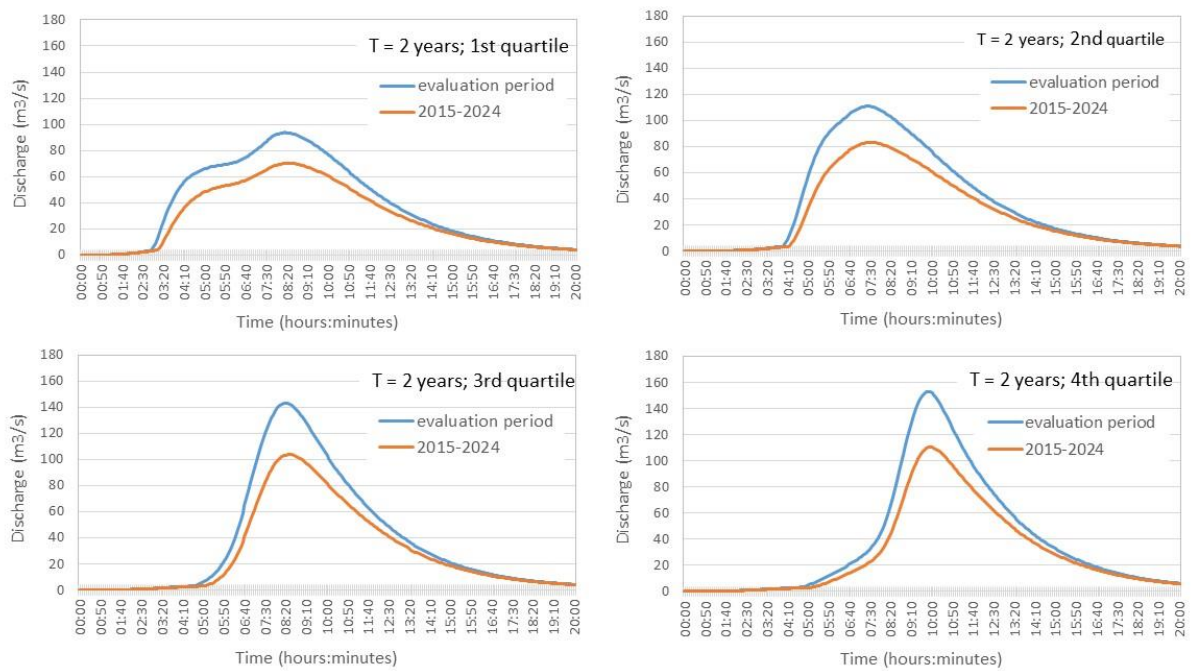 180
160
140
120
100
80
60
40
20
0
Discharge (m3/s)
T = 2 years; 1st quartile
evaluation period
2015-2024
00:00 00:50 01:40 02:30 03:20 04:10 05:00 05:50 06:40 07:30 08:20 09:10 10:00 10:50 11:40 12:30 13:20 14:10 15:00 15:50 16:40 17:30 18:20 19:10 20:00
Time (hours:minutes)
180
160
140
120
100
80
60
40
20
0
Discharge (m3/s)
T = 2 years; 2nd quartile
evaluation period
2015-2024
00:00 00:50 01:40 02:30 03:20 04:10 05:00 05:50 06:40 07:30 08:20 09:10 10:00 10:50 11:40 12:30 13:20 14:10 15:00 15:50 16:40 17:30 18:20 19:10 20:00
Time (hours:minutes)
180
160
140
120
100
80
60
40
20
0
Discharge (m3/s)
T = 2 years; 3rd quartile
evaluation period
2015-2024
00:00 00:50 01:40 02:30 03:20 04:10 05:00 05:50 06:40 07:30 08:20 09:10 10:00 10:50 11:40 12:30 13:20 14:10 15:00 15:50 16:40 17:30 18:20 19:10 20:00
Time (hours:minutes)
180
160
140
120
100
80
60
40
20
0
Discharge (m3/s)
T = 2 years; 4th quartile
evaluation period
2015-2024
00:00 00:50 01:40 02:30 03:20 04:10 05:00 05:50 06:40 07:30 08:20 09:10 10:00 10:50 11:40 12:30 13:20 14:10 15:00 15:50 16:40 17:30 18:20 19:10 20:00
Time (hours:minutes)